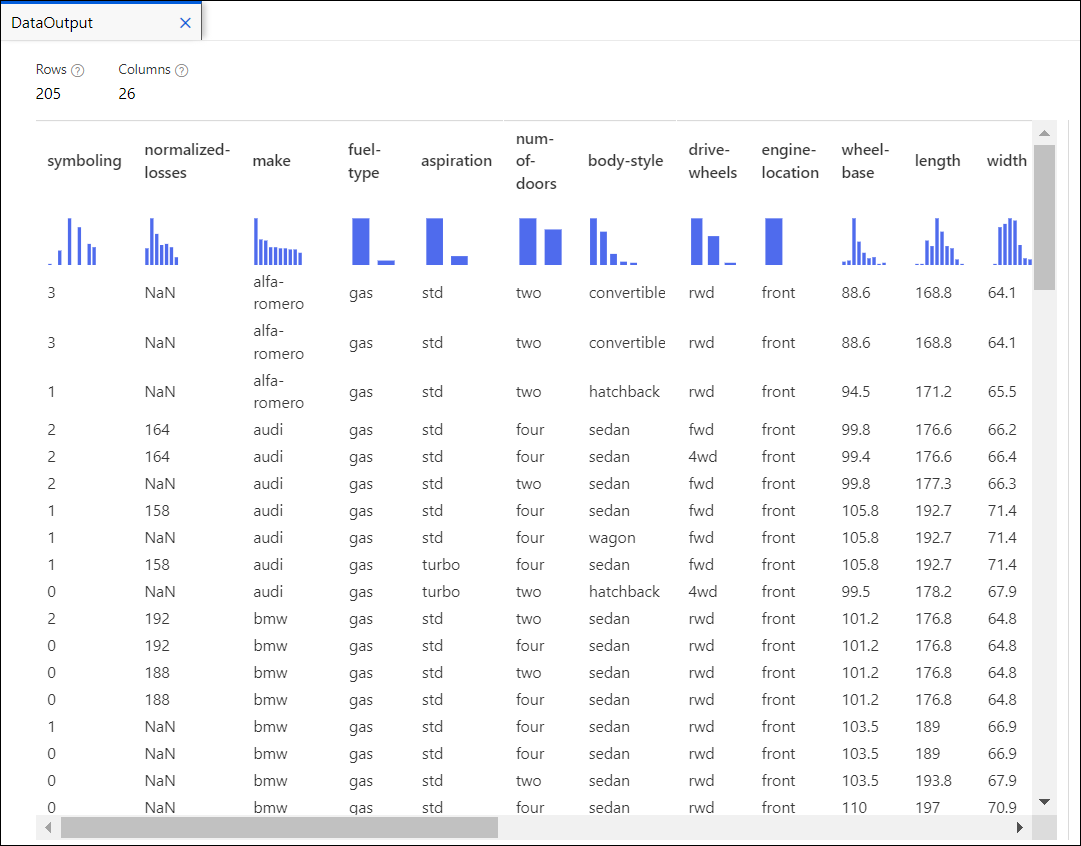 DataOutput
Rows Columns
205 26
symboling normalized-losses make fuel-type aspiration num-of-doors body-style drive-wheels engine-location wheel-base length width
3 NaN alfa-romero gas std two convertible rwd front 88.6 168.8 64.1
3 NaN alfa-romero gas std two convertible rwd front 88.6 168.8 64.1
1 NaN alfa-romero gas std two hatchback rwd front 94.5 171.2 65.5
2 164 audi gas std four sedan fwd front 99.8 176.6 66.2
2 164 audi gas std four sedan 4wd front 99.4 176.6 66.4
2 NaN audi gas std two sedan fwd front 99.8 177.3 66.3
1 158 audi gas std four sedan fwd front 105.8 192.7 71.4
1 NaN audi gas std four wagon fwd front 105.8 192.7 71.4
1 158 audi gas turbo four sedan fwd front 105.8 192.7 71.4
0 NaN audi gas turbo two hatchback 4wd front 99.5 178.2 67.9
2 192 bmw gas std two sedan rwd front 101.2 176.8 64.8
0 192 bmw gas std four sedan rwd front 101.2 176.8 64.8
0 188 bmw gas std two sedan rwd front 101.2 176.8 64.8
0 188 bmw gas std four sedan rwd front 101.2 176.8 64.8
1 NaN bmw gas std four sedan rwd front 103.5 189 66.9
0 NaN bmw gas std four sedan rwd front 103.5 189 66.9
0 NaN bmw gas std two sedan rwd front 103.5 193.8 67.9
0 NaN bmw gas std four sedan rwd front 110 197 70.9